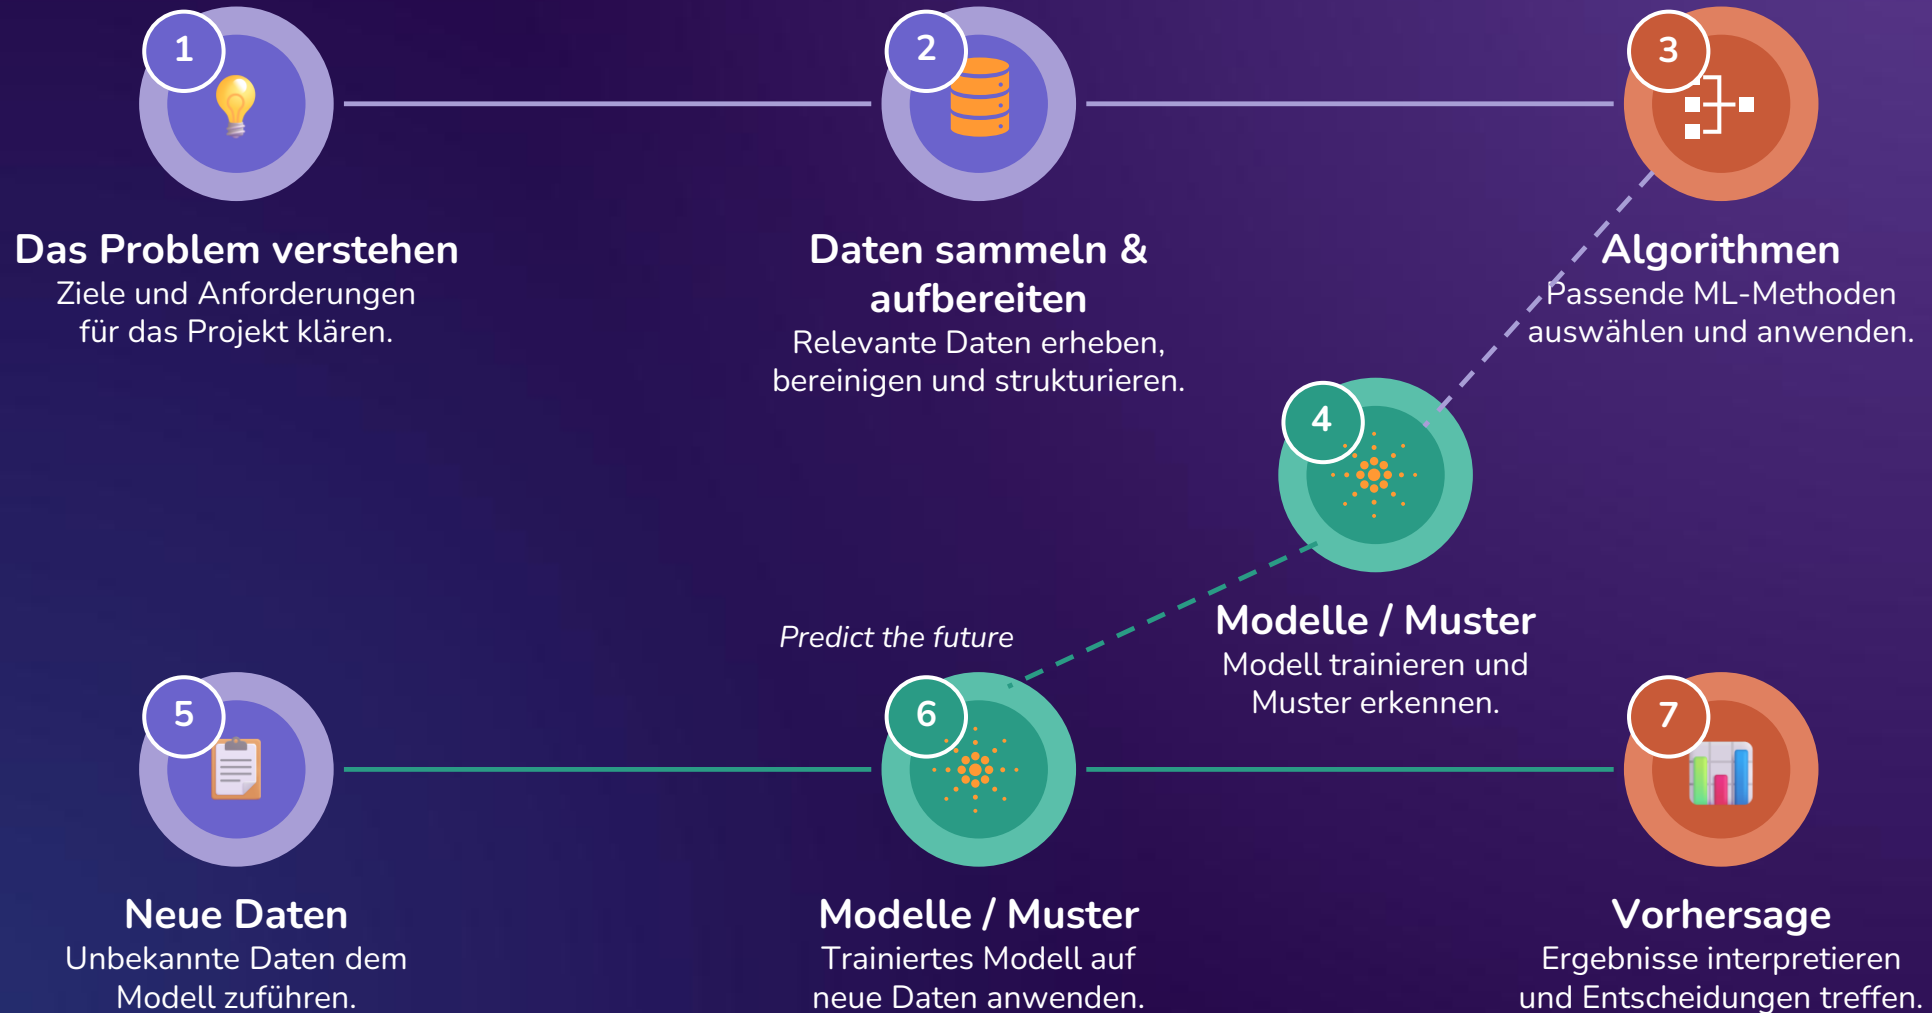 1
Das Problem verstehen
Ziele und Anforderungen
für das Projekt klären.
2
Daten sammeln &
aufbereiten
Relevante Daten erheben,
bereinigen und strukturieren.
3
Algorithmen
Passende ML-Methoden
auswählen und anwenden.
4
Modelle / Muster
Modell trainieren und
Muster erkennen.
Predict the future
5
Neue Daten
Unbekannte Daten dem
Modell zuführen.
6
Modelle / Muster
Trainiertes Modell auf
neue Daten anwenden.
7
Vorhersage
Ergebnisse interpretieren
und Entscheidungen treffen.